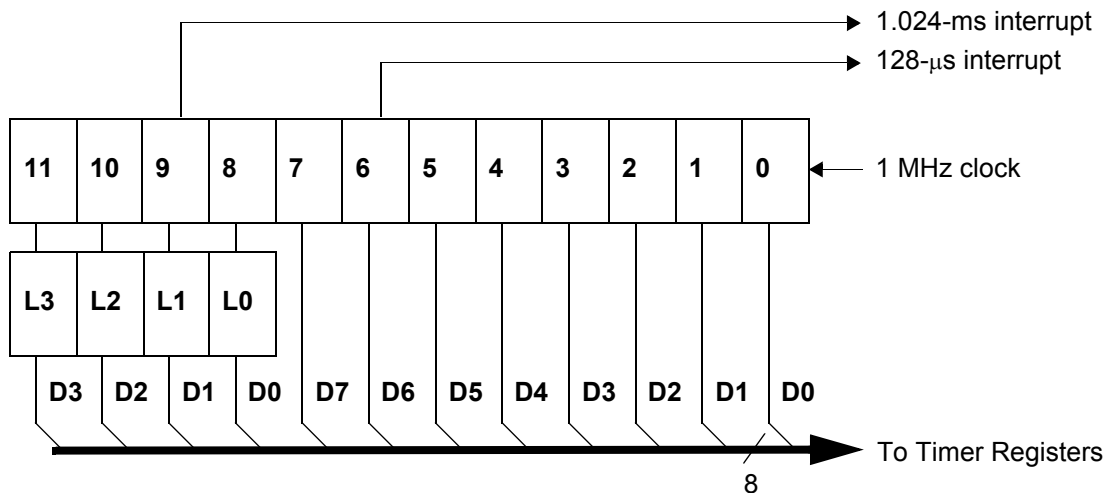 1.024-ms interrupt
128-μs interrupt
11 10 9 8 7 6 5 4 3 2 1 0
1 MHz clock
L3 L2 L1 L0
D3 D2 D1 D0 D7 D6 D5 D4 D3 D2 D1 D0
To Timer Registers
8